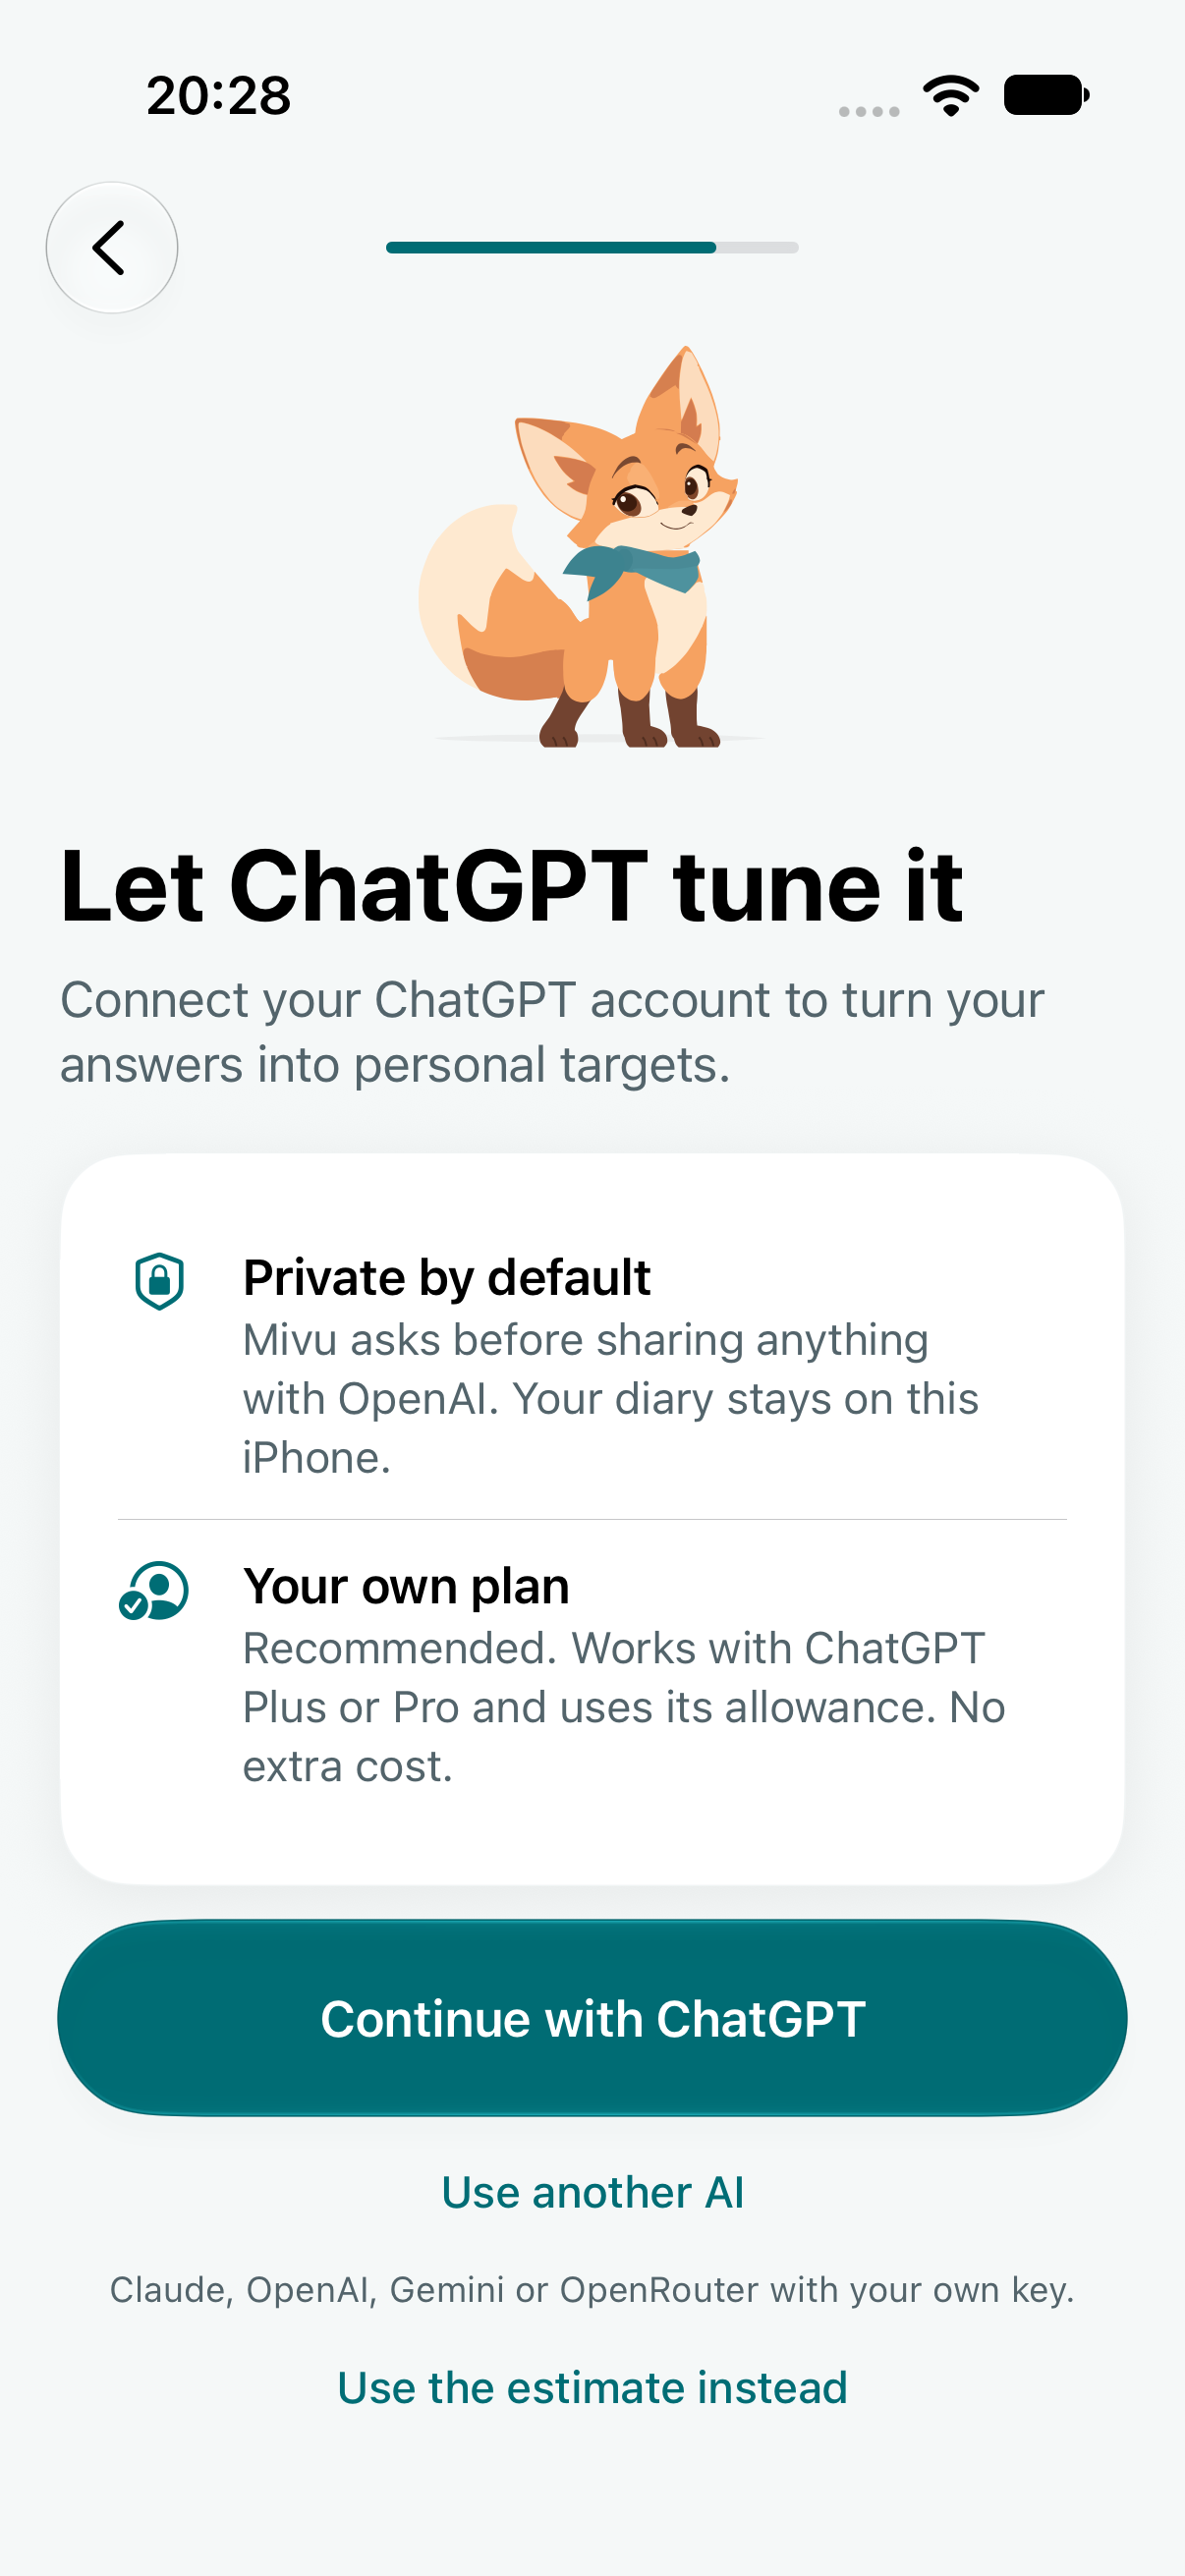 20:28
Let ChatGPT tune it
Connect your ChatGPT account to turn your
answers into personal targets.
Private by default
Mivu asks before sharing anything
with OpenAI. Your diary stays on this
iPhone.
Your own plan
Recommended. Works with ChatGPT
Plus or Pro and uses its allowance. No
extra cost.
Continue with ChatGPT
Use another AI
Claude, OpenAI, Gemini or OpenRouter with your own key.
Use the estimate instead